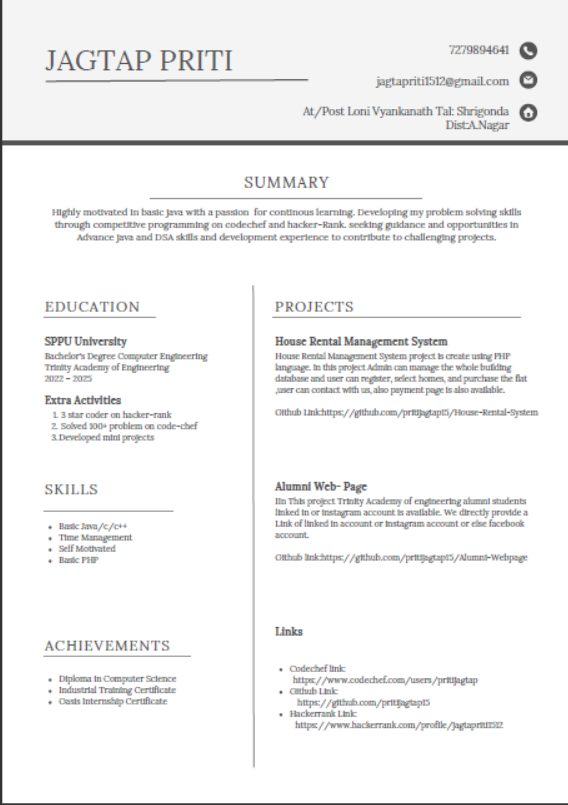 JAGTAP PRITI
7279894641
jagtapriti1512@gmail.com
At/Post Loni Vyankanath Tal: Shrigonda
Dist:A.Nagar
SUMMARY
Highly motivated in basic java with a passion for continous learning. Developing my problem solving skills
through competitive programming on codechef and hacker-Rank. seeking guidance and opportunities in
Advance java and DSA skills and development experience to contribute to challenging projects.
EDUCATION
SPPU University
Bachelor's Degree Computer Engineering
Trinity Academy of Engineering
2022 - 2025
Extra Activities
1. 3 star coder on hacker-rank
2. Solved 100+ problem on code-chef
3.Developed mini projects
SKILLS
Basic Java/c/c++
Time Management
Self Motivated
Basic PHP
ACHIEVEMENTS
Diploma in Computer Science
Industrial Training Certificate
Oasis Internship Certificate
PROJECTS
House Rental Management System
House Rental Management System project is create using PHP
language. In this project Admin can manage the whole building
database and user can register, select homes, and purchase the flat
,user can contact with us, also payment page is also available.
Github Link:https://github.com/pritijagtap15/House-Rental-System
Alumni Web- Page
IIn This project Trinity Academy of engineering alumni students
linked in or instagram account is available. We directly provide a
Link of linked in account or instagram account or else facebook
account.
Github link:https://github.com/pritijagtap15/Alumni-Webpage
Links
Codechef link:
https://www.codechef.com/users/pritijagtap
Github Link:
https://github.com/pritijagtap15
Hackerrank Link:
https://www.hackerrank.com/profile/jagtapriti1512